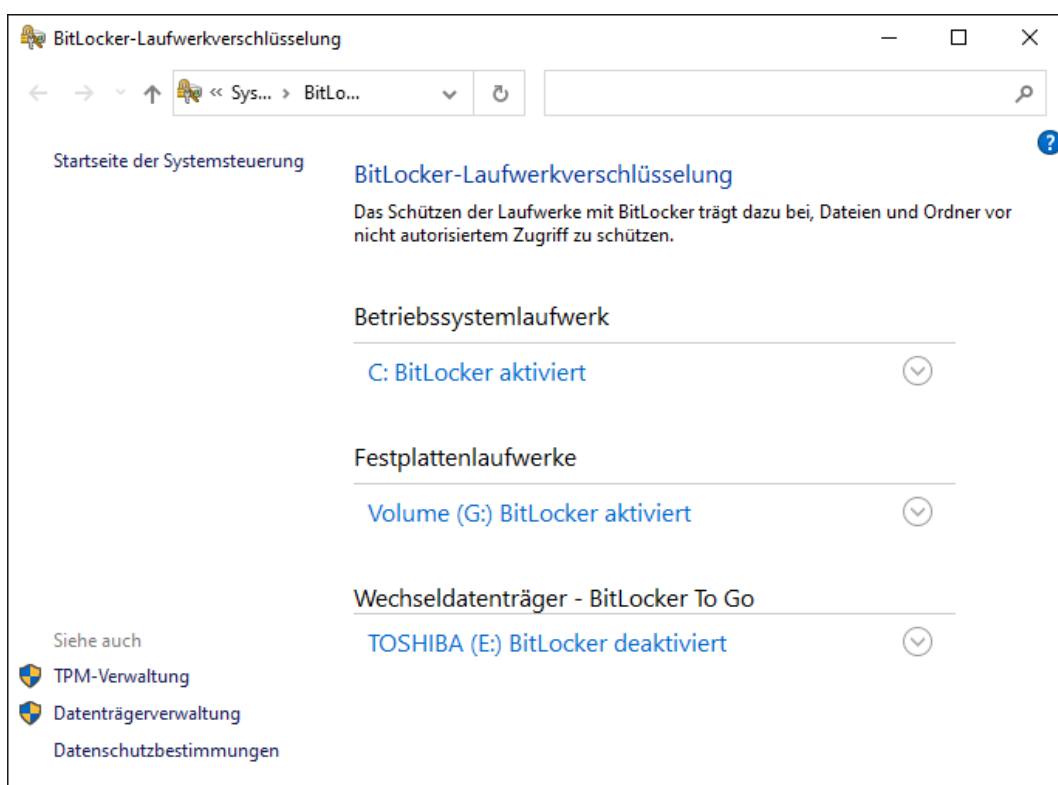 BitLocker-Laufwerkverschlüsselung
« Sys... › BitLo...
Startseite der Systemsteuerung
BitLocker-Laufwerkverschlüsselung
Das Schützen der Laufwerke mit BitLocker trägt dazu bei, Dateien und Ordner vor
nicht autorisiertem Zugriff zu schützen.
Betriebssystemlaufwerk
C: BitLocker aktiviert
Festplattenlaufwerke
Volume (G:) BitLocker aktiviert
Wechseldatenträger - BitLocker To Go
TOSHIBA (E:) BitLocker deaktiviert
Siehe auch
TPM-Verwaltung
Datenträgerverwaltung
Datenschutzbestimmungen